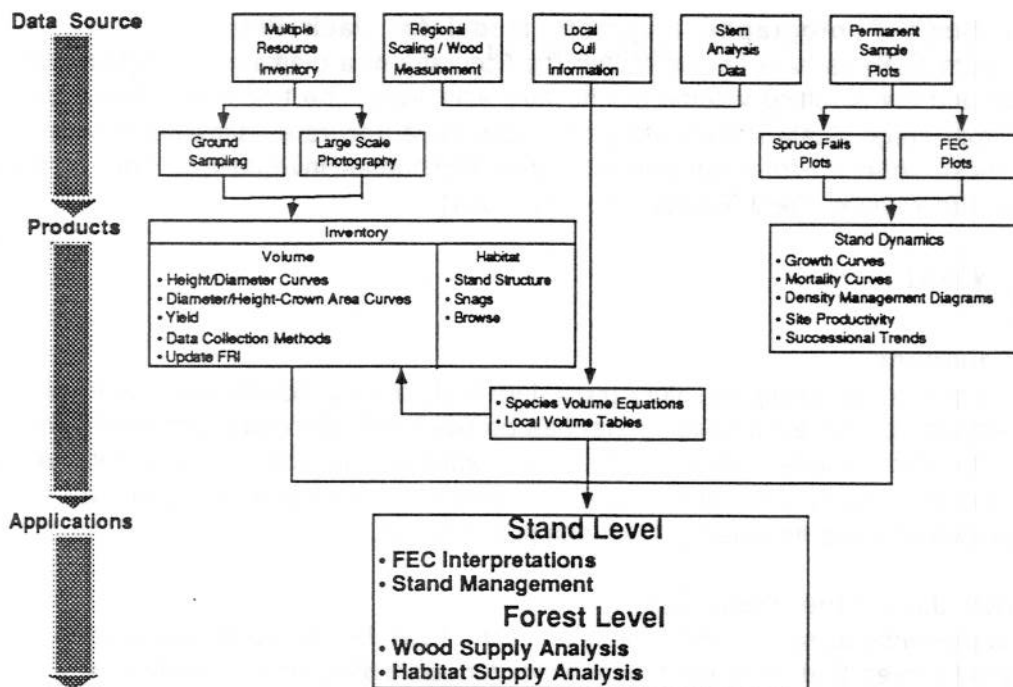 Data Source
Multiple
Resource
Inventory
Regional
Scaling / Wood
Measurement
Local
Cull
Information
Stem
Analysis
Data
Permanent
Sample
Plots
Ground
Sampling
Large Scale
Photography
Spruce Falls
Plots
FEC
Plots
Products
Inventory
Volume
• Height/Diameter Curves
• Diameter/Height-Crown Area Curves
• Yield
• Data Collection Methods
• Update FRI
Habitat
• Stand Structure
• Snags
• Browse
Stand Dynamics
• Growth Curves
• Mortality Curves
• Density Management Diagrams
• Site Productivity
• Successional Trends
• Species Volume Equations
• Local Volume Tables
Applications
Stand Level
• FEC Interpretations
• Stand Management
Forest Level
• Wood Supply Analysis
• Habitat Supply Analysis